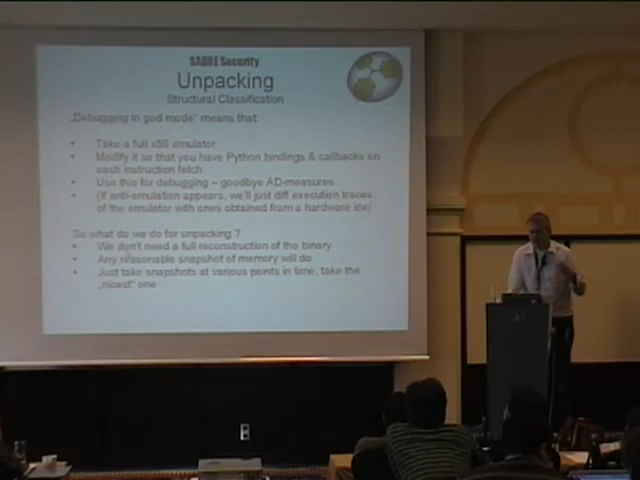 SABRE Security
Unpacking
Structural Classification
„Debugging in god mode“ means that
• Take a full x86 emulator
• Modify it so that you have Python bindings & callbacks on
each instruction fetch
• Use this for debugging – goodbye AD-measures
• (If anti-emulation appears, we'll just diff execution traces
of the emulator with ones obtained from a hardware ice)
So what do we do for unpacking ?
• We don't need a full reconstruction of the binary
• Any reasonable snapshot of memory will do
• Just take snapshots at various points in time, take the
„nicest“ one